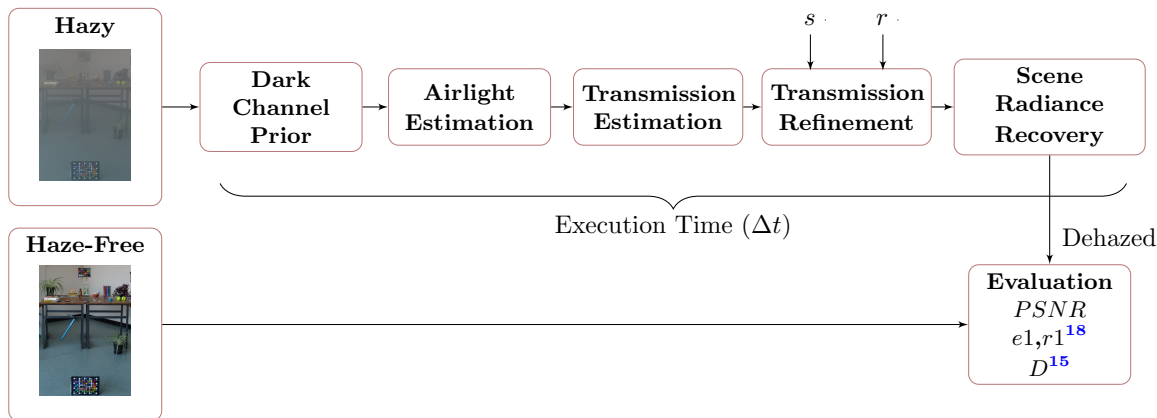 Hazy
s
r
Dark
Channel
Prior
Airlight
Estimation
Transmission
Estimation
Transmission
Refinement
Scene
Radiance
Recovery
Execution Time (Δt)
Haze-Free
Dehazed
Evaluation
PSNR
e1,r1¹⁸
D¹⁵